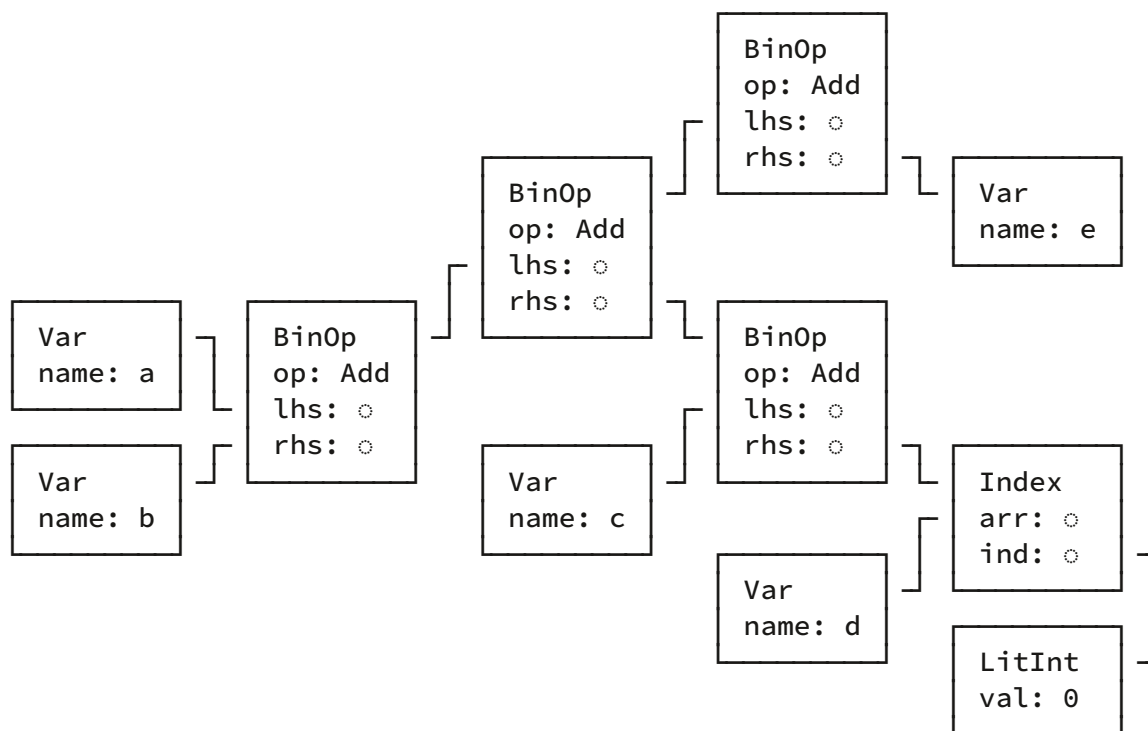 BinOp
op: Add
lhs: ◌
rhs: ◌
BinOp
op: Add
lhs: ◌
rhs: ◌
Var
name: e
Var
name: a
BinOp
op: Add
lhs: ◌
rhs: ◌
BinOp
op: Add
lhs: ◌
rhs: ◌
Var
name: b
Var
name: c
Index
arr: ◌
ind: ◌
Var
name: d
LitInt
val: 0